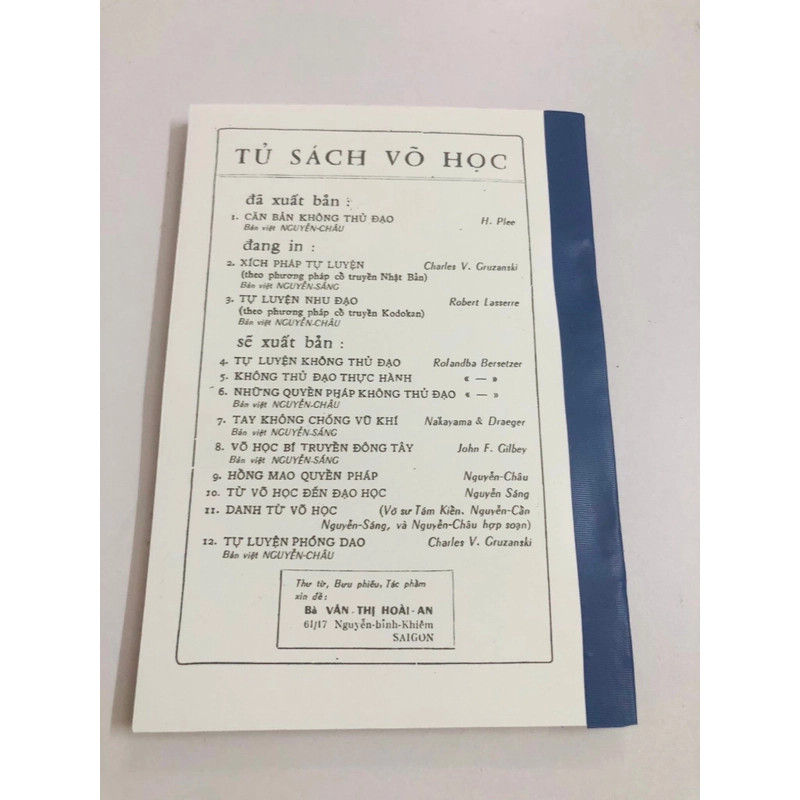 TỦ SÁCH VÕ HỌC
đã xuất bản :
1. CĂN BẢN KHÔNG THỦ ĐẠO H. Plee
Bản việt NGUYỄN-CHÂU
đang in :
2. XÍCH PHÁP TỰ LUYỆN Charles V. Gruzanski
(theo phương pháp cổ truyền Nhật Bản)
Bản việt NGUYỄN-SÁNG
3. TỰ LUYỆN NHU ĐẠO Robert Lasserre
(theo phương pháp cổ truyền Kodokan)
Bản việt NGUYỄN-CHÂU
sẽ xuất bản :
4. TỰ LUYỆN KHÔNG THỦ ĐẠO Rolandba Bersetzer
5. KHÔNG THỦ ĐẠO THỰC HÀNH « — »
6. NHỮNG QUYỀN PHÁP KHÔNG THỦ ĐẠO « — »
Bản việt NGUYỄN-CHÂU
7. TAY KHÔNG CHỐNG VŨ KHÍ Nakayama & Draeger
Bản việt NGUYỄN-SÁNG
8. VÕ HỌC BÍ TRUYỀN ĐÔNG TÂY John F. Gilbey
Bản việt NGUYỄN-SÁNG
9. HỒNG MAO QUYỀN PHÁP Nguyễn-Châu
10. TỪ VÕ HỌC ĐẾN ĐẠO HỌC Nguyễn Sáng
11. DANH TỪ VÕ HỌC (Võ sư Tám Kiển, Nguyễn-Cần
Nguyễn-Sáng, và Nguyễn-Châu hợp soạn)
12. TỰ LUYỆN PHÓNG DAO Charles V. Gruzanski
Bản việt NGUYỄN-CHÂU
Thư từ, Bưu phiếu, Tác phẩm
xin đề :
Bà VÂN-THỊ HOÀI-AN
61/17 Nguyễn-bỉnh-Khiêm
SAIGON